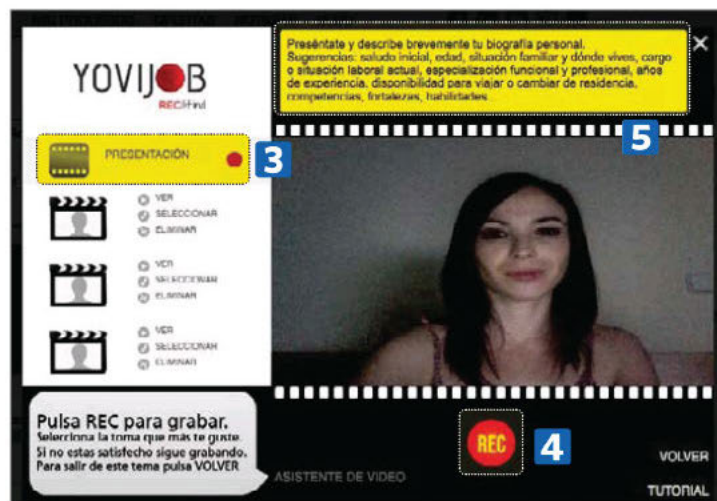 YOVIJOB
REC&Find
PRESENTACIÓN
3
VER
SELECCIONAR
ELIMINAR
VER
SELECCIONAR
ELIMINAR
VER
SELECCIONAR
ELIMINAR
Preséntate y describe brevemente tu biografía personal.
Sugerencias: saludo inicial, edad, situación familiar y dónde vives, cargo
o situación laboral actual, especialización funcional y profesional, años
de experiencia, disponibilidad para viajar o cambiar de residencia,
competencias, fortalezas, habilidades.
5
Pulsa REC para grabar.
Selecciona la toma que más te guste.
Si no estas satisfecho sigue grabando.
Para salir de este tema pulsa VOLVER
ASISTENTE DE VIDEO
REC
4
VOLVER
TUTORIAL